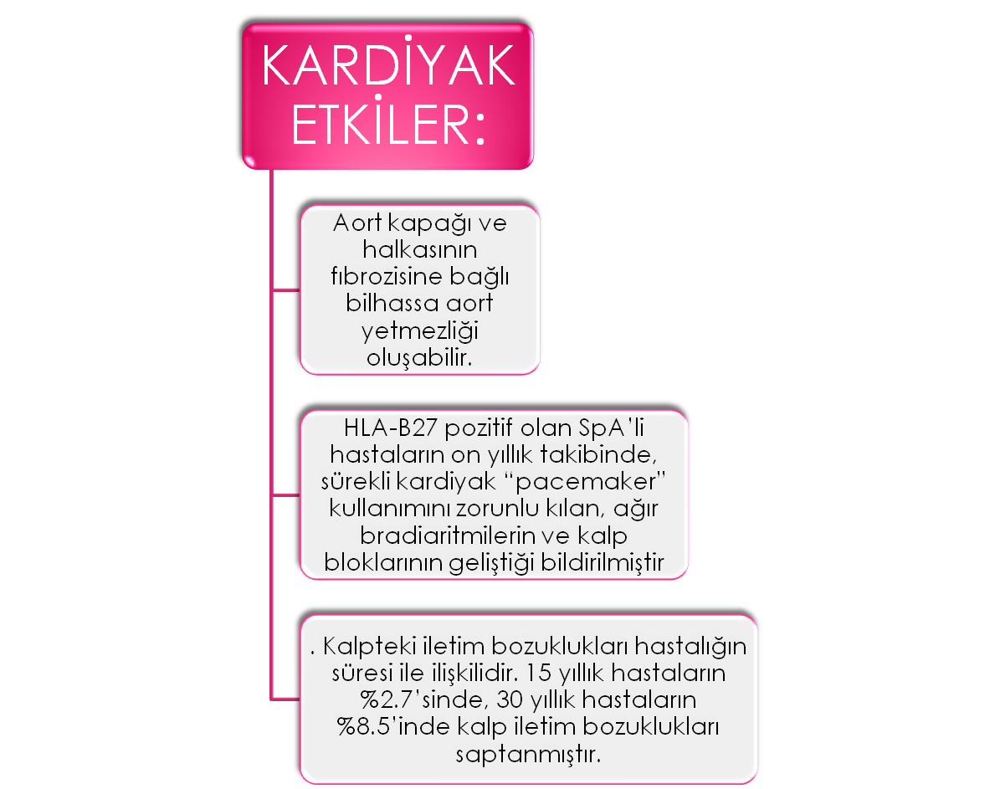 KARDİYAK
ETKİLER:
Aort kapağı ve
halkasının
fıbrozisine bağlı
bilhassa aort
yetmezliği
oluşabilir.
HLA-B27 pozitif olan SpA’li
hastaların on yıllık takibinde,
sürekli kardiyak “pacemaker”
kullanımını zorunlu kılan, ağır
bradiaritmilerin ve kalp
bloklarının geliştiği bildirilmiştir
. Kalpteki iletim bozuklukları hastalığın
süresi ile ilişkilidir. 15 yıllık hastaların
%2.7’sinde, 30 yıllık hastaların
%8.5’inde kalp iletim bozuklukları
saptanmıştır.